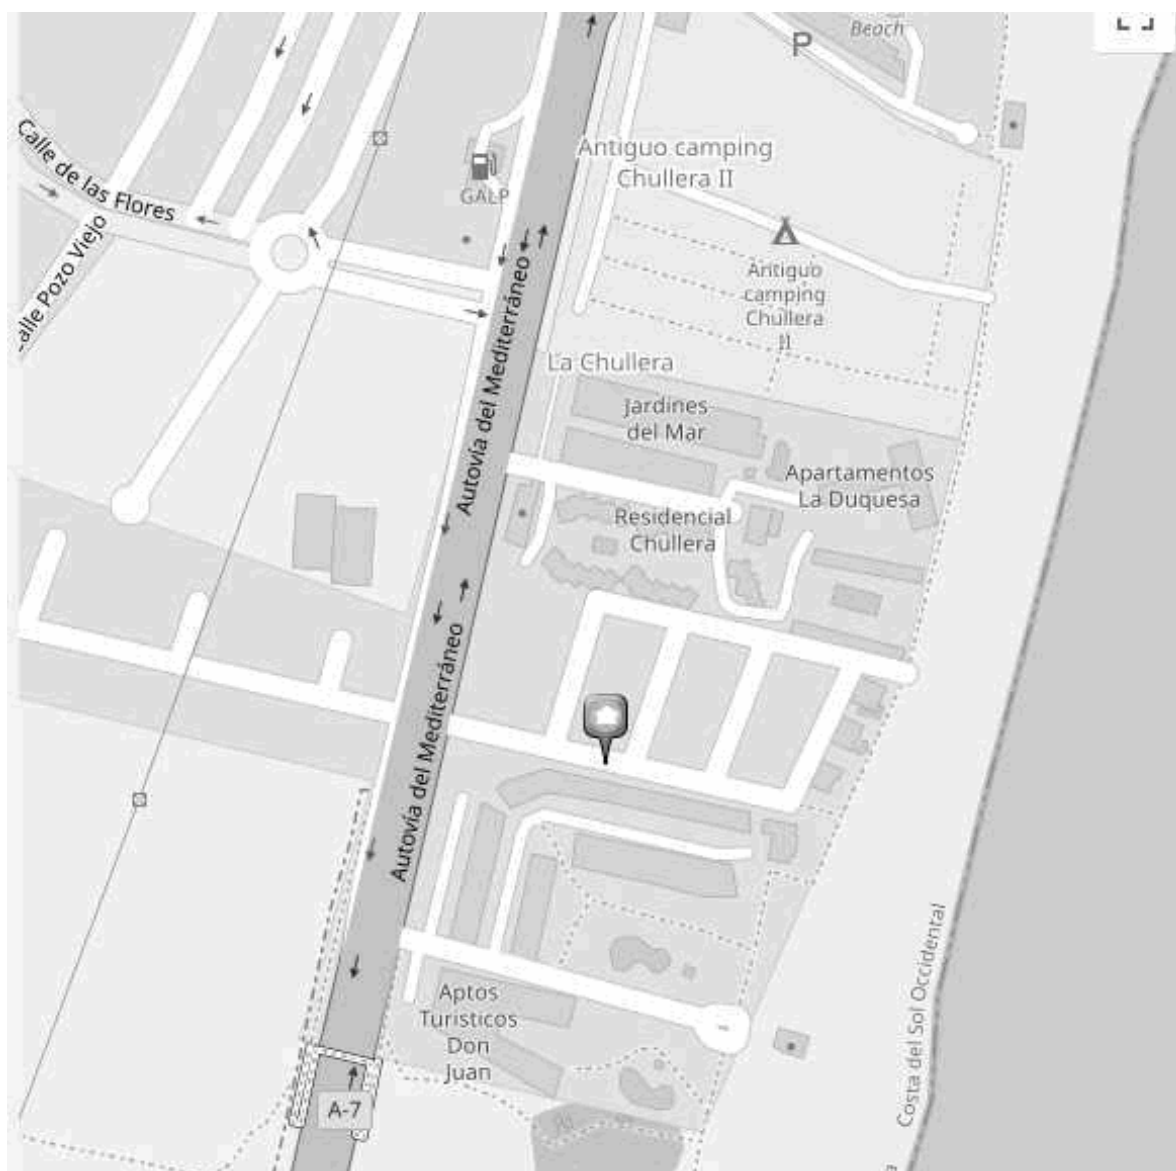 Beach
P
Calle de las Flores
Antiguo camping
Chullera II
GALP
Calle Pozo Viejo
Autovía del Mediterráneo
Antiguo
camping
Chullera
II
La Chullera
Jardines
del Mar
Apartamentos
La Duquesa
Residencial
Chullera
Autovía del Mediterráneo
Costa del Sol Occidental
Aptos
Turisticos
Don
Juan
A-7